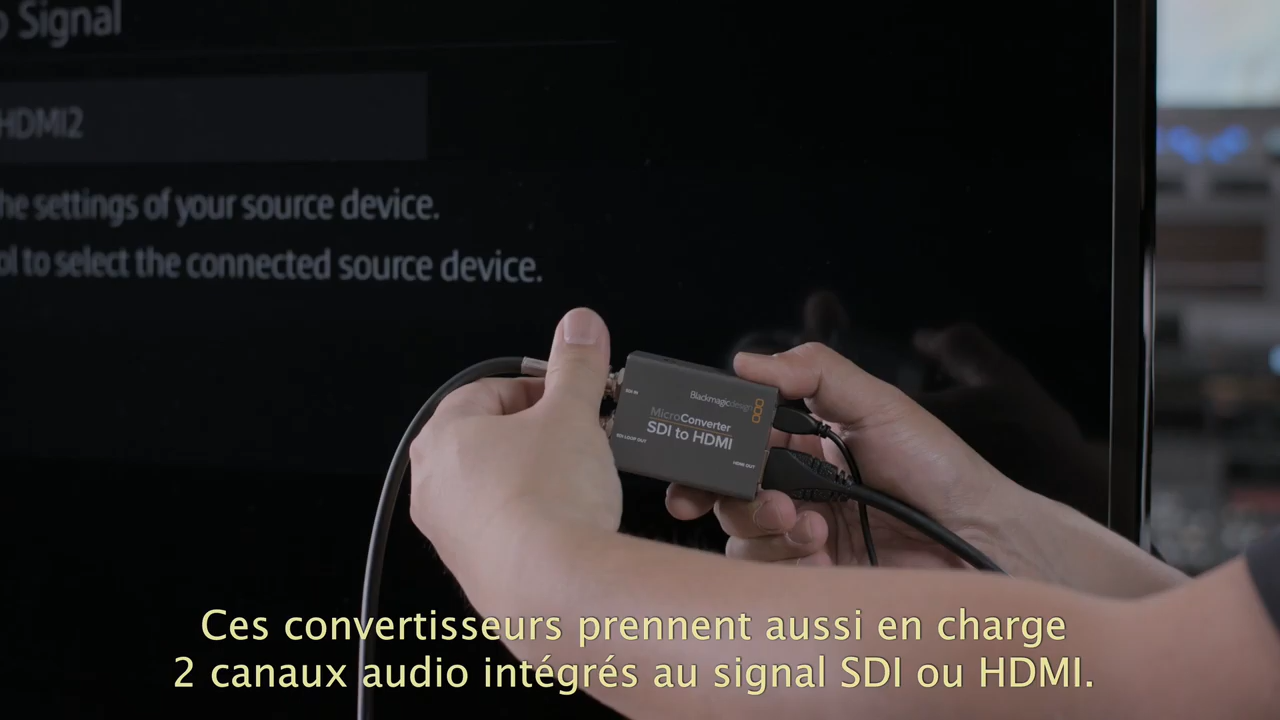 o Signal
HDMI2
he settings of your source device.
ol to select the connected source device.
Blackmagicdesign
SDI IN
MicroConverter
SDI to HDMI
SDI LOOP OUT
HDMI OUT
Ces convertisseurs prennent aussi en charge
2 canaux audio intégrés au signal SDI ou HDMI.